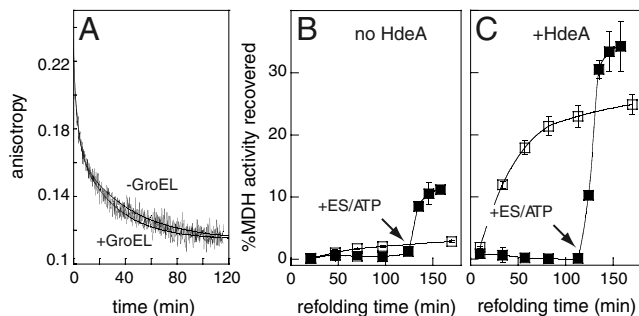 A
anisotropy
0.22
0.18
0.14
0.1
-GroEL
+GroEL
0 40 80 120
time (min)
B
no HdeA
%MDH activity recovered
30
20
10
0
+ES/ATP
0 50 100 150
refolding time (min)
C
+HdeA
+ES/ATP
0 50 100 150
refolding time (min)